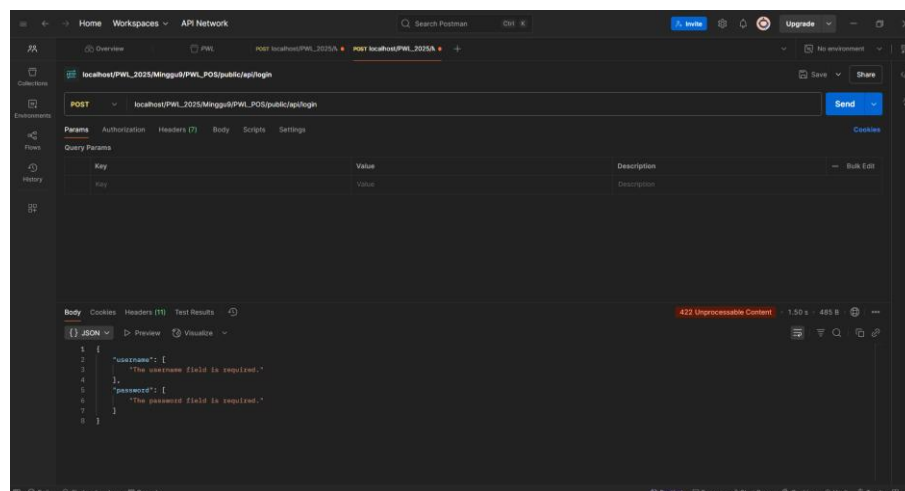 Home Workspaces API Network
Search Postman Ctrl K
Invite
Upgrade
Overview PWL POST localhost/PWL_2025/ POST localhost/PWL_2025/ No environment
Collections
localhost/PWL_2025/Minggu9/PWL_POS/public/api/login
Save Share
Environments
POST localhost/PWL_2025/Minggu9/PWL_POS/public/api/login Send
Params Authorization Headers (7) Body Scripts Settings Cookies
Flows
Query Params
History
Key Value Description Bulk Edit
Key Value Description
Body Cookies Headers (11) Test Results
422 Unprocessable Content 1.50 s 485 B
{} JSON Preview Visualize
1 {
2 "username": [
3 "The username field is required."
4 ],
5 "password": [
6 "The password field is required."
7 ]
8 }